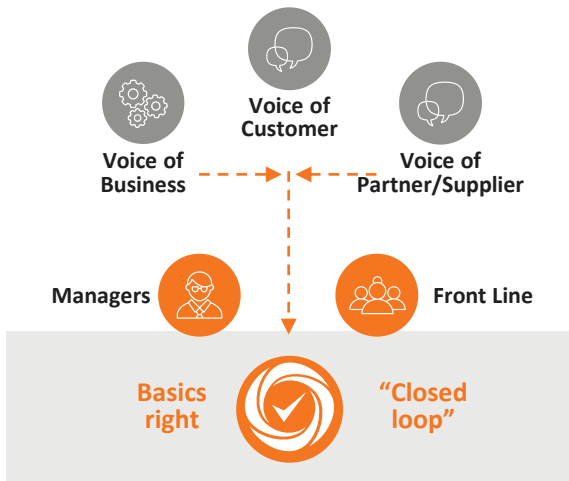 Voice of
Customer
Voice of
Business
Voice of
Partner/Supplier
Managers
Front Line
Basics
right
“Closed
loop”